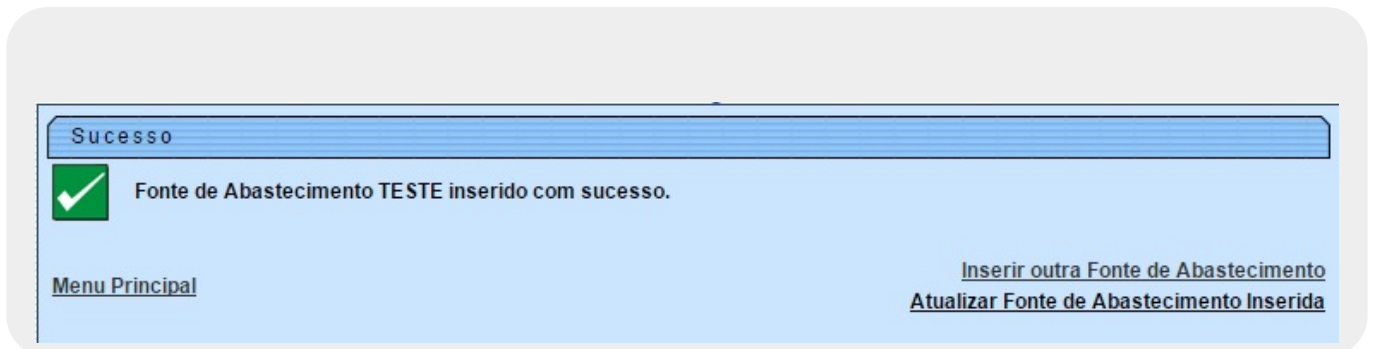 Sucesso
Fonte de Abastecimento TESTE inserido com sucesso.
Menu Principal
Inserir outra Fonte de Abastecimento
Atualizar Fonte de Abastecimento Inserida